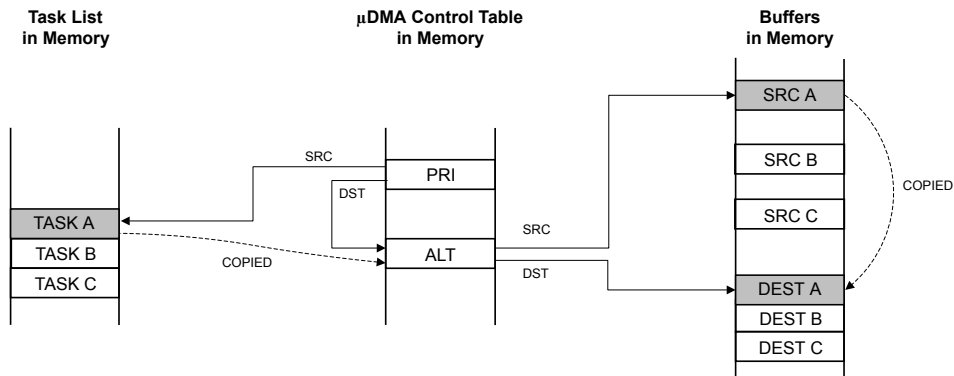 Task List
in Memory
μDMA Control Table
in Memory
Buffers
in Memory
SRC A
SRC
PRI
SRC B
DST
COPIED
TASK A
SRC C
SRC
TASK B
COPIED
ALT
DST
TASK C
DEST A
DEST B
DEST C